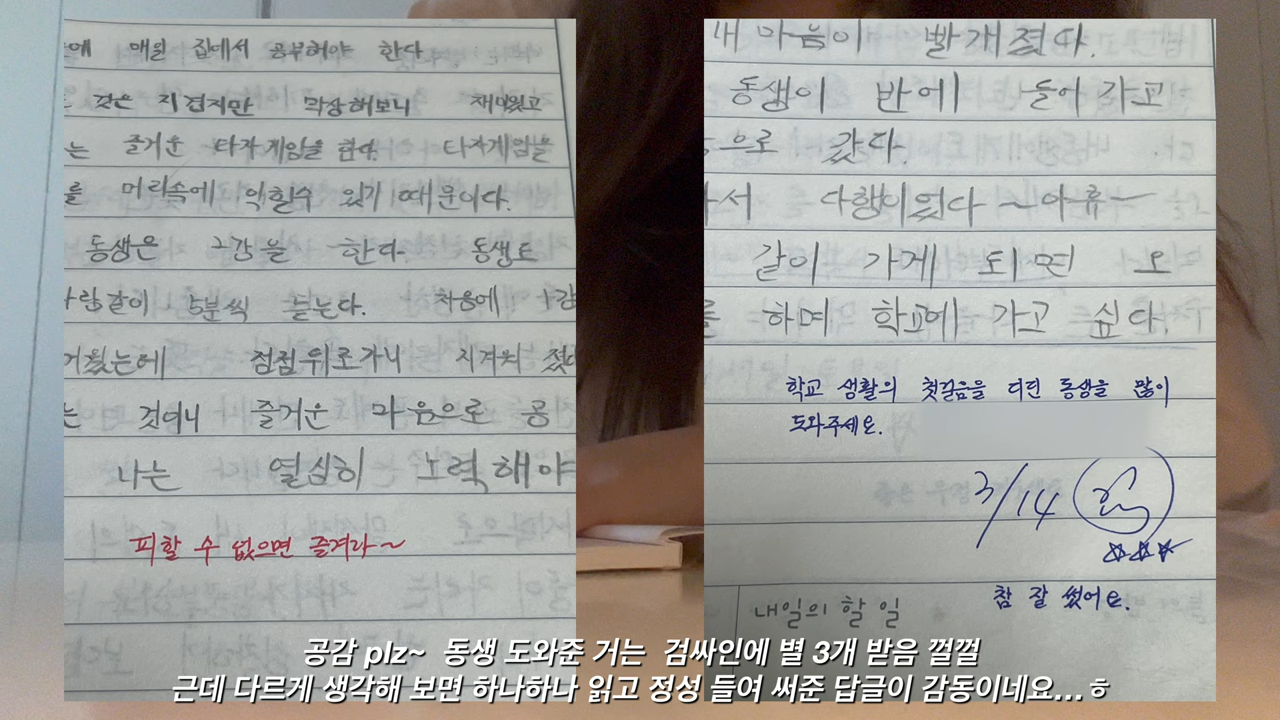 매일 집에서 공부해야 한다
것은 지겹지만 막상해보니 재미있고
는 즐거운 타자게임을 한다. 타자게임을
를 머리속에 익힐수 있기 때문이다.
동생은 구강을 한다 동생도
사람같이 5분씩 듣는다. 처음에 1강
점점위로가니 지겨워 졌다
는 것이니 즐거운 마음으로 공
나는 열심히 노력해야
피할 수 없으면 즐겨라~
내 마음이 빨개졌다.
동생이 반에 들어가고
으로 갔다.
서 다행이었다 ~아휴~
같이 가게 되면 오
를 하며 학교에 가고 싶다.
학교 생활의 첫걸음을 디딘 동생을 많이
도와주세요.
3/14
☆☆☆
참 잘 썼어요.
내일의 할 일
공감 plz~ 동생 도와준 거는 검싸인에 별 3개 받음 껄껄
근데 다르게 생각해 보면 하나하나 읽고 정성 들여 써준 답글이 감동이네요...ㅎ